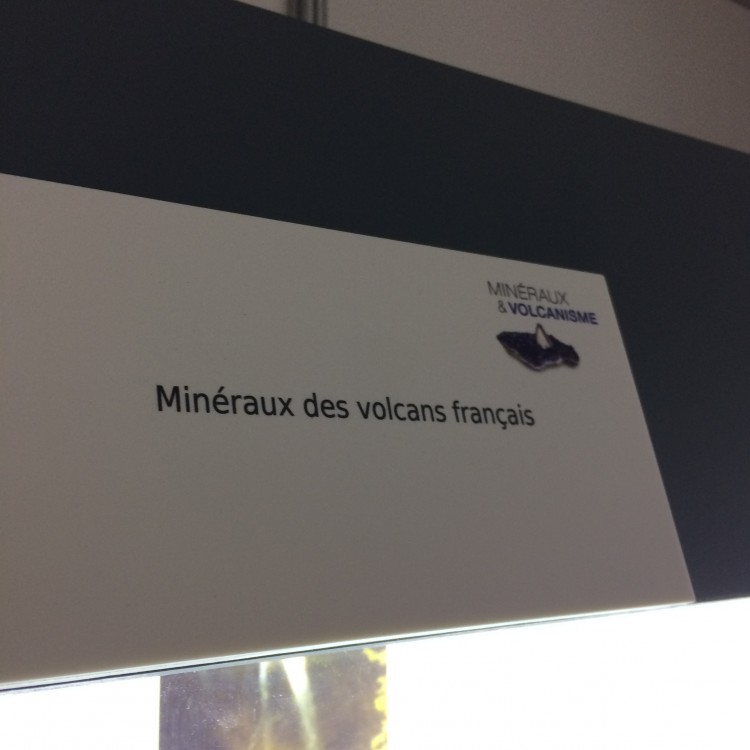 MINÉRAUX
& VOLCANISME
Minéraux des volcans français